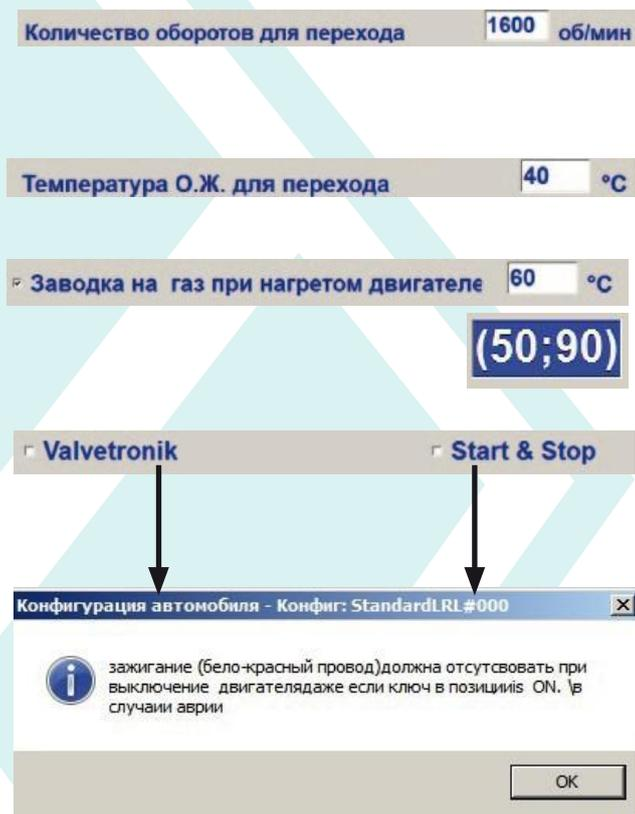 Количество оборотов для перехода 1600 об/мин
Температура О.Ж. для перехода 40 °C
Заводка на газ при нагретом двигателе 60 °C
(50;90)
Valvetronik Start & Stop
Конфигурация автомобиля - Конфиг: StandardLRL#000
зажигание (бело-красный провод)должна отсутсвовать при
выключение двигателядаже если ключ в позицииis ON. \в
случаии аврии
OK